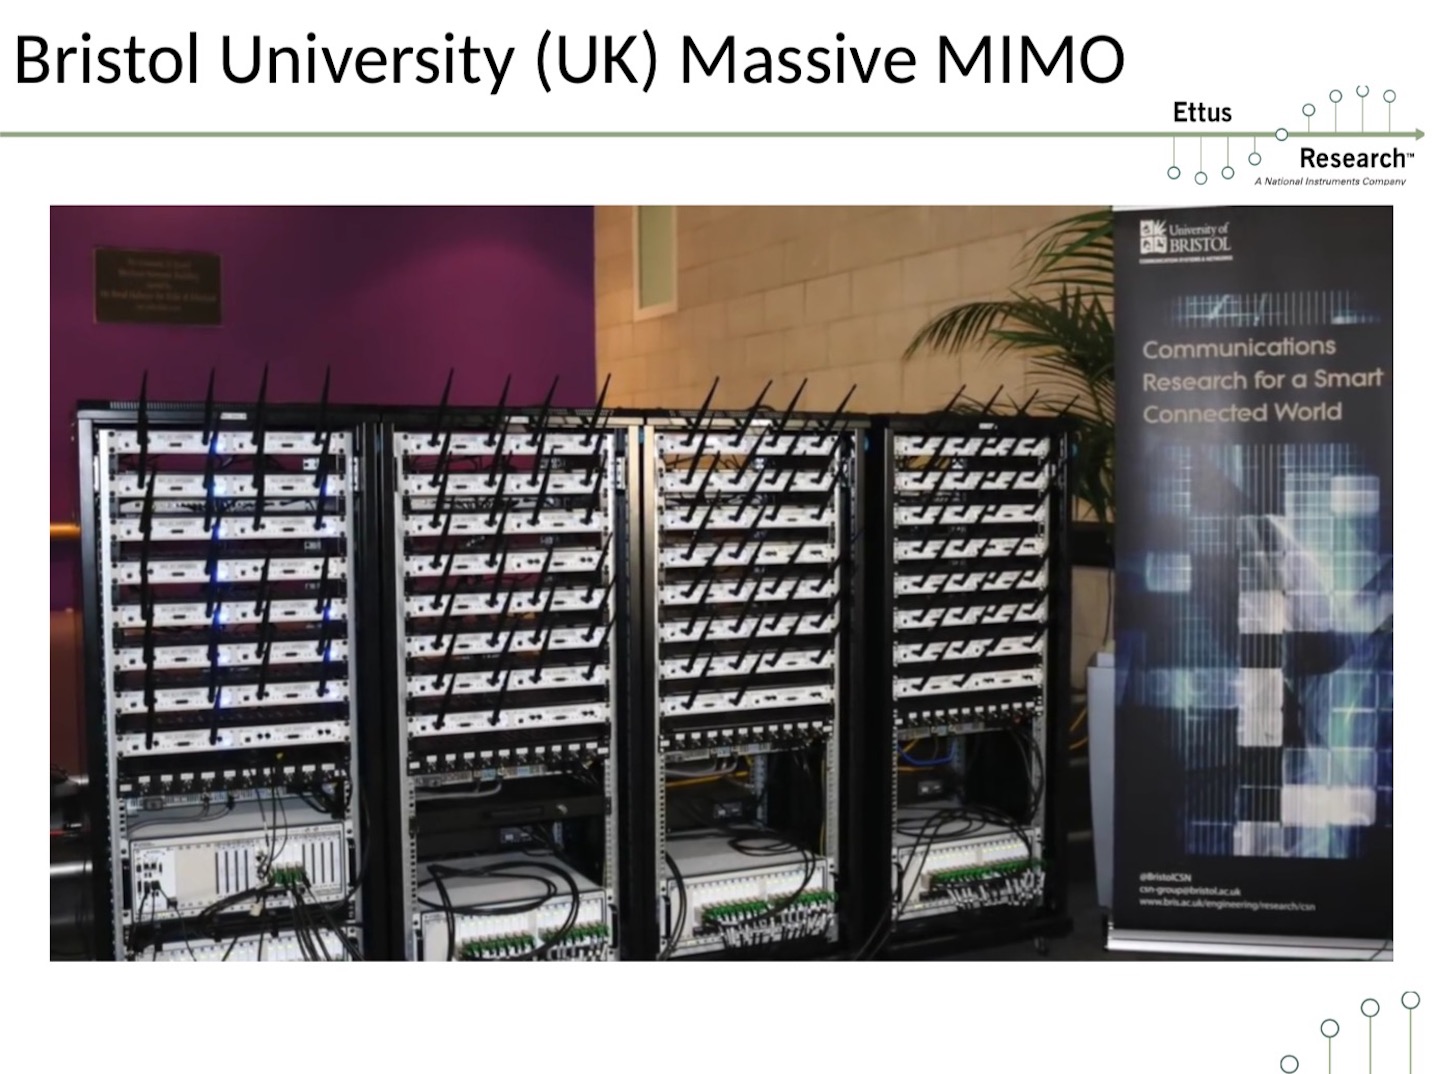 Bristol University (UK) Massive MIMO
Ettus
Research™
A National Instruments Company
University of
BRISTOL
COMMUNICATION SYSTEMS & NETWORKS
Communications
Research for a Smart
Connected World
@BristolCSN
csn-group@bristol.ac.uk
www.bris.ac.uk/engineering/research/csn